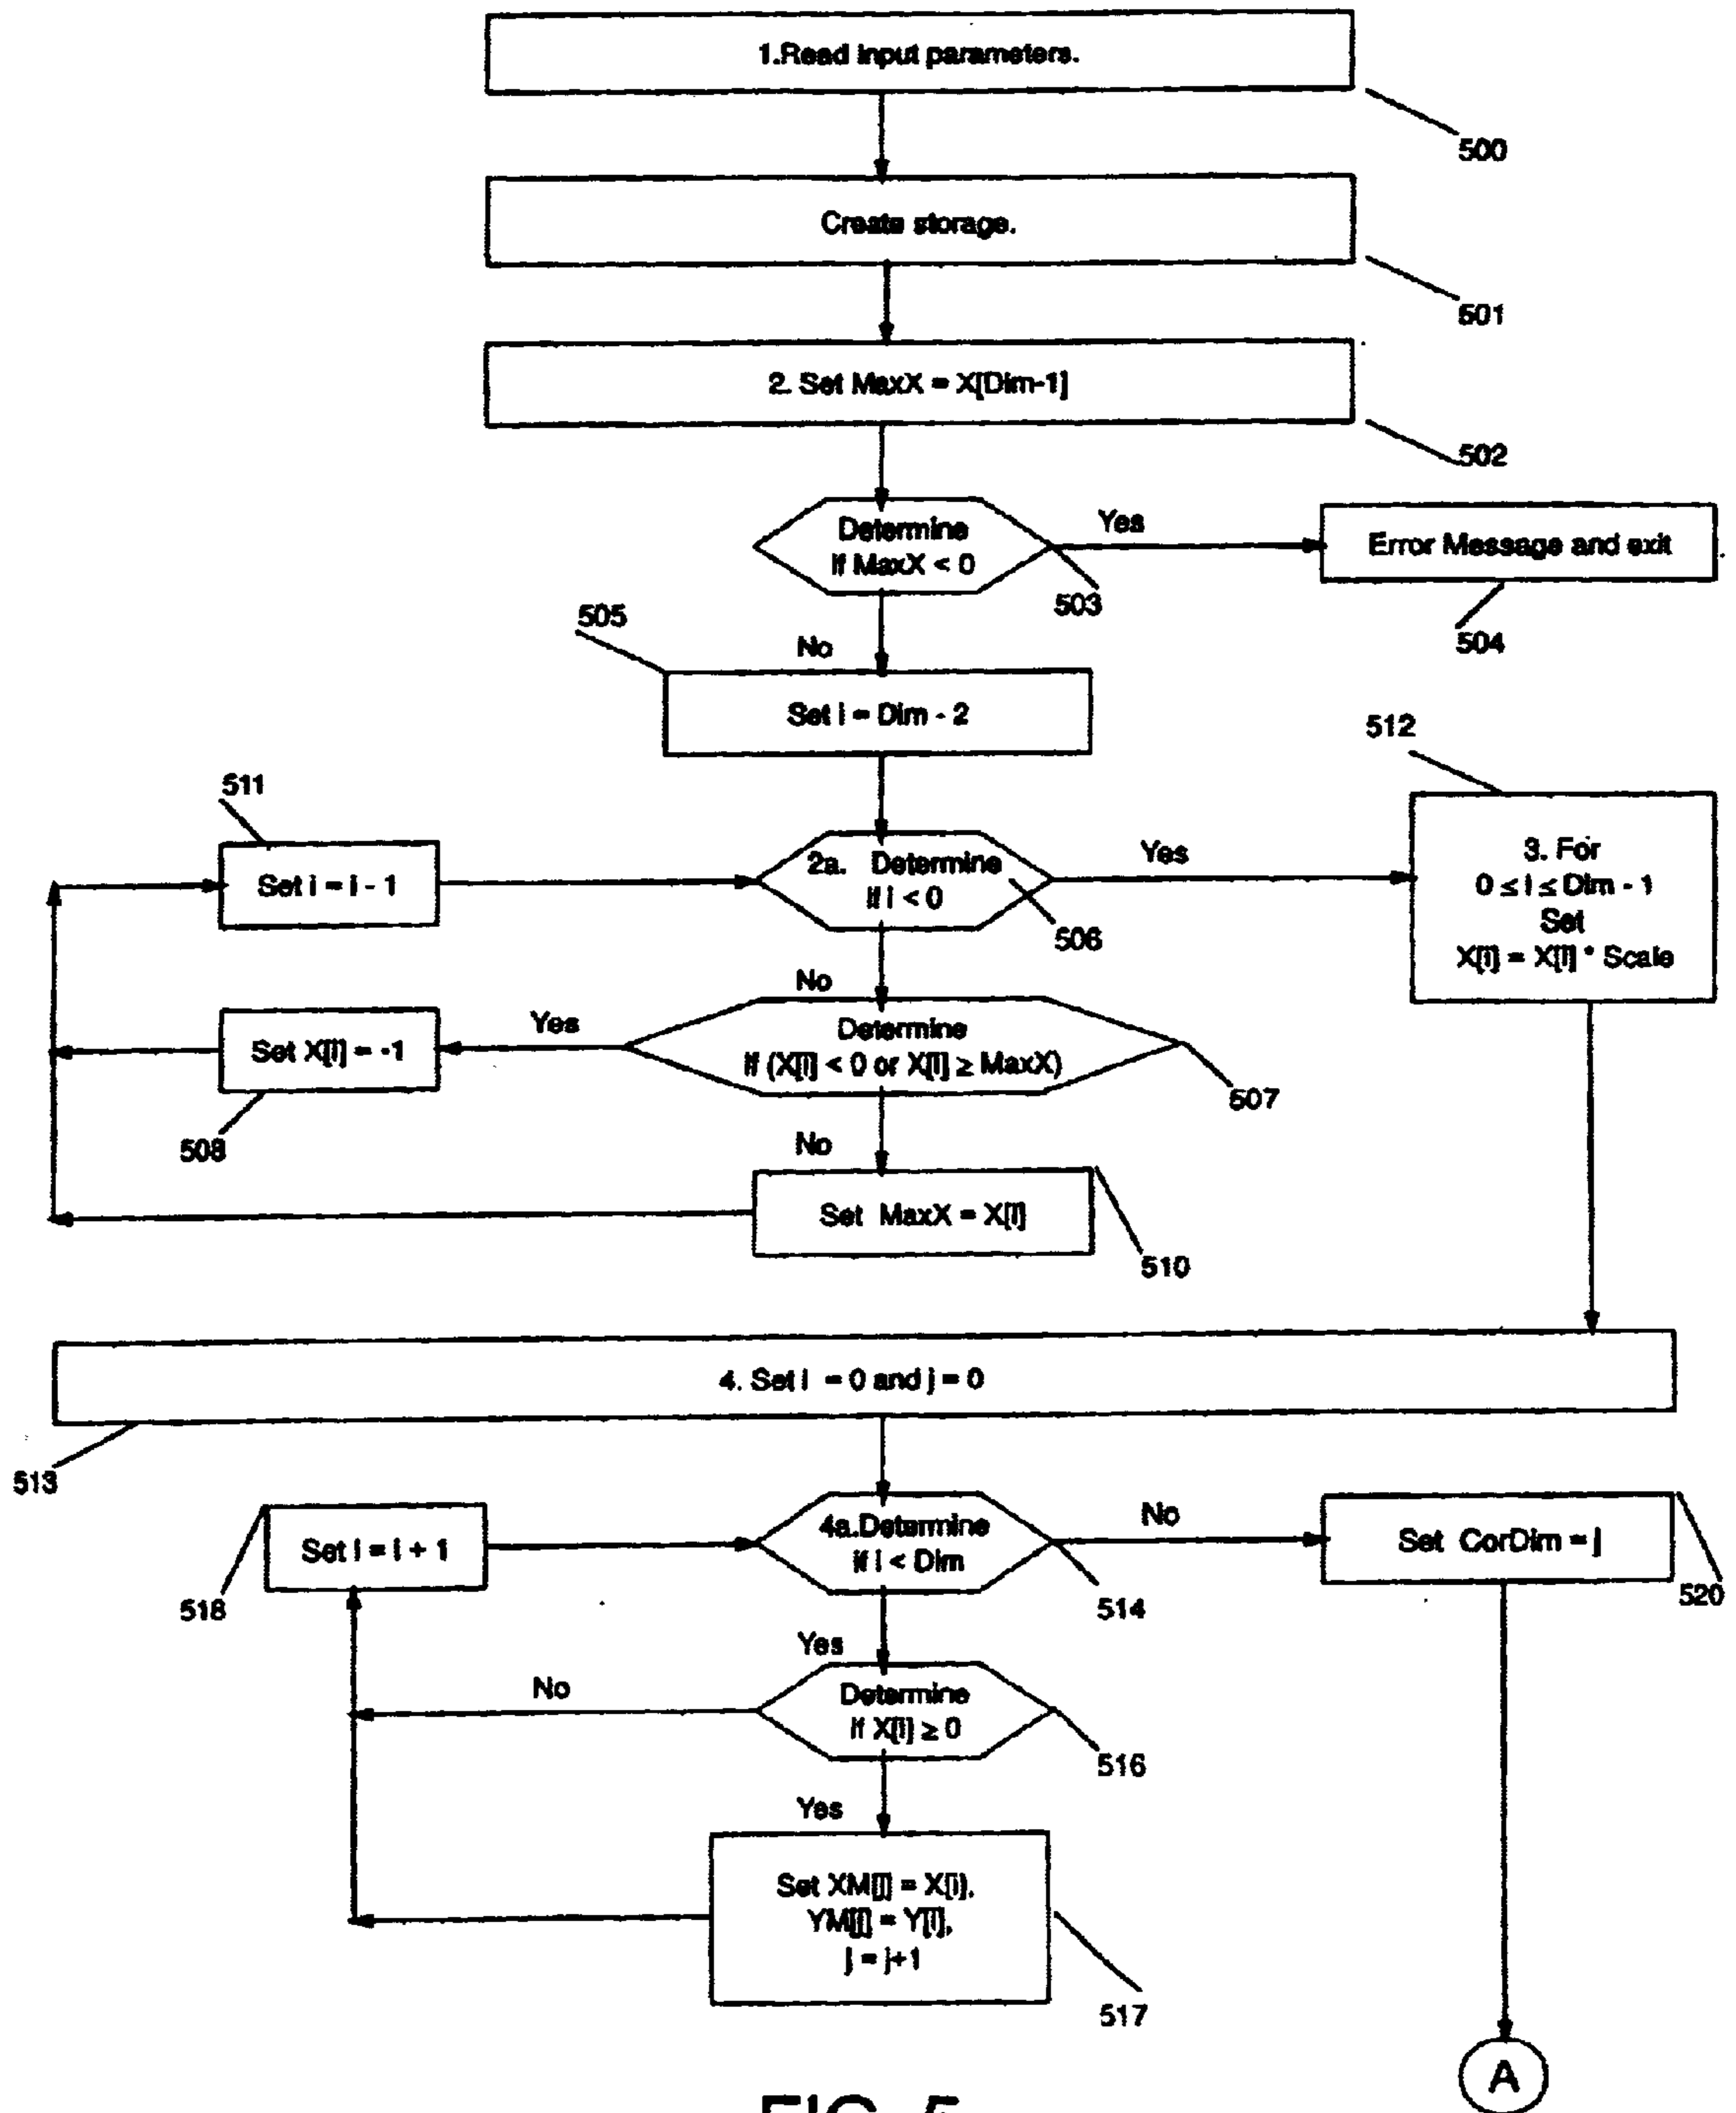 1.Read input parameters.
500
Create storage.
501
2. Set MaxX = X[Dim-1]
502
Determine
if MaxX < 0
Yes
Error Message and exit
503
504
505
No
Set i = Dim - 2
512
511
Set i = i - 1
2a. Determine
if i < 0
Yes
506
3. For
0 ≤ i ≤ Dim - 1
Set
X[i] = X[i] * Scale
No
Determine
if (X[i] < 0 or X[i] ≥ MaxX)
Yes
Set X[i] = -1
507
508
No
Set MaxX = X[i]
510
4. Set i = 0 and j = 0
513
518
Set i = i + 1
4a.Determine
if i < Dim
No
Set CorDim = j
514
520
Yes
Determine
if X[i] ≥ 0
No
516
Yes
Set XM[j] = X[i],
YM[j] = Y[i],
j = j+1
517
A
FIG. 5